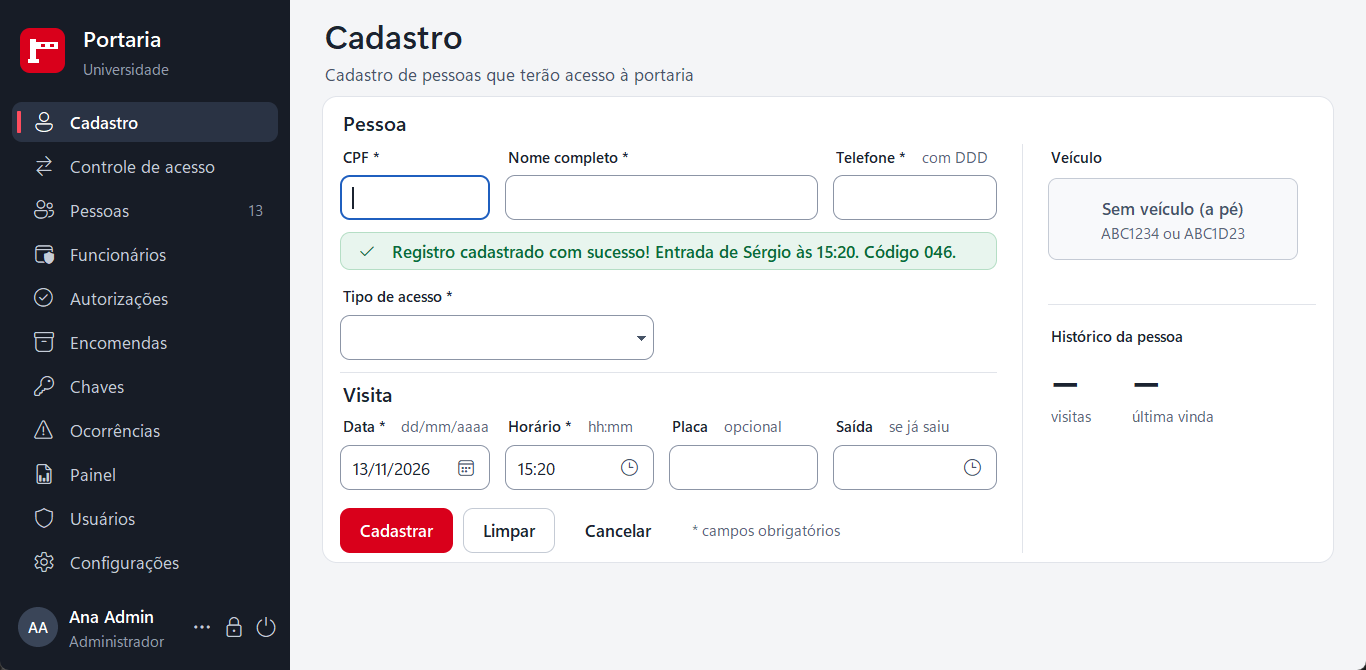 Portaria
Universidade
Cadastro
Controle de acesso
Pessoas 13
Funcionários
Autorizações
Encomendas
Chaves
Ocorrências
Painel
Usuários
Configurações
AA
Ana Admin
Administrador
Cadastro
Cadastro de pessoas que terão acesso à portaria
Pessoa
CPF * Nome completo * Telefone * com DDD
Registro cadastrado com sucesso! Entrada de Sérgio às 15:20. Código 046.
Tipo de acesso *
Visita
Data * dd/mm/aaaa Horário * hh:mm Placa opcional Saída se já saiu
13/11/2026 15:20
Cadastrar Limpar Cancelar * campos obrigatórios
Veículo
Sem veículo (a pé)
ABC1234 ou ABC1D23
Histórico da pessoa
— —
visitas última vinda